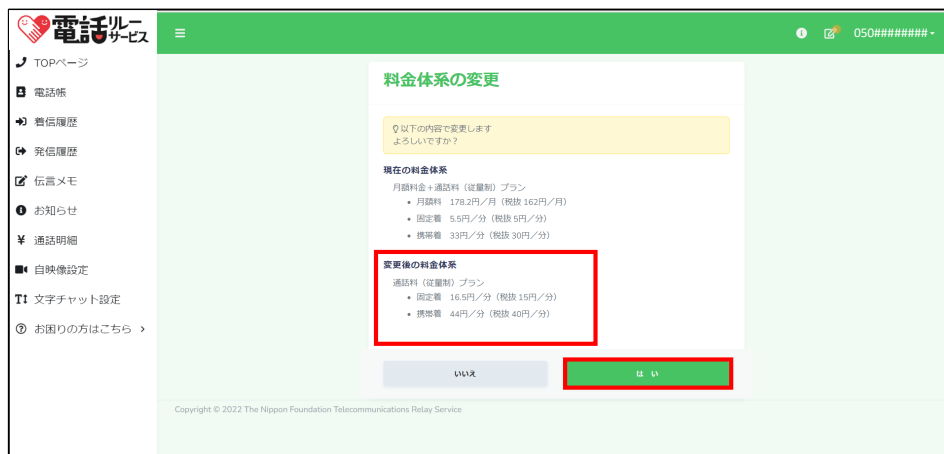 電話リレーサービス
050########
TOPページ
電話帳
着信履歴
発信履歴
伝言メモ
お知らせ
¥ 通話明細
自映像設定
文字チャット設定
お困りの方はこちら
料金体系の変更
以下の内容で変更します
よろしいですか？
現在の料金体系
月額料金＋通話料（従量制）プラン
• 月額料 178.2円／月（税抜 162円／月）
• 固定着 5.5円／分（税抜 5円／分）
• 携帯着 33円／分（税抜 30円／分）
変更後の料金体系
通話料（従量制）プラン
• 固定着 16.5円／分（税抜 15円／分）
• 携帯着 44円／分（税抜 40円／分）
いいえ
は い
Copyright © 2022 The Nippon Foundation Telecommunications Relay Service